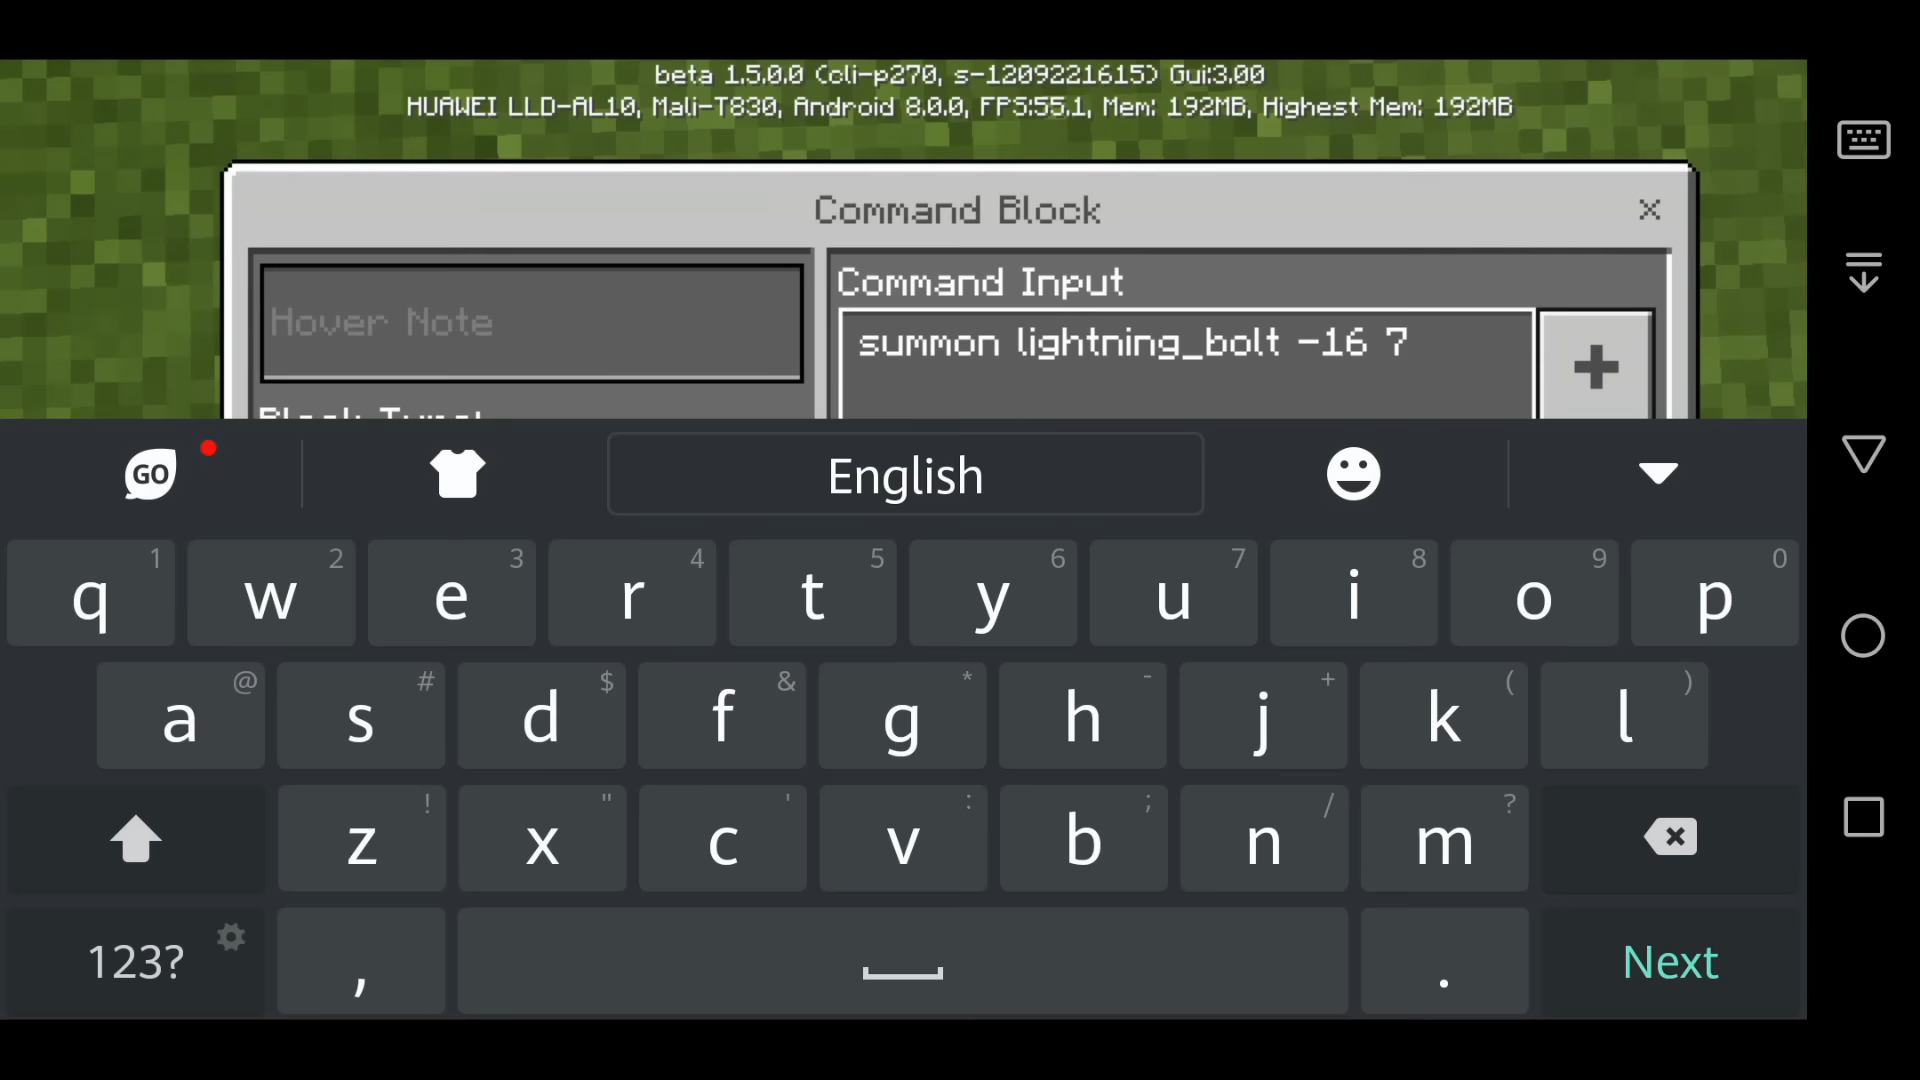 beta 1.5.0.0 (cli-p270, s-1209221615) Gui:3.00
HUAWEI LLD-AL10, Mali-T830, Android 8.0.0, FPS:55.1, Mem: 192MB, Highest Mem: 192MB
Command Block
Hover Note
Command Input
summon lightning_bolt -16 7
Block Type:
GO
English
1 2 3 4 5 6 7 8 9 0
q w e r t y u i o p
@ # $ & * - + ( )
a s d f g h j k l
! " ' : ; / ?
z x c v b n m
123? , . Next